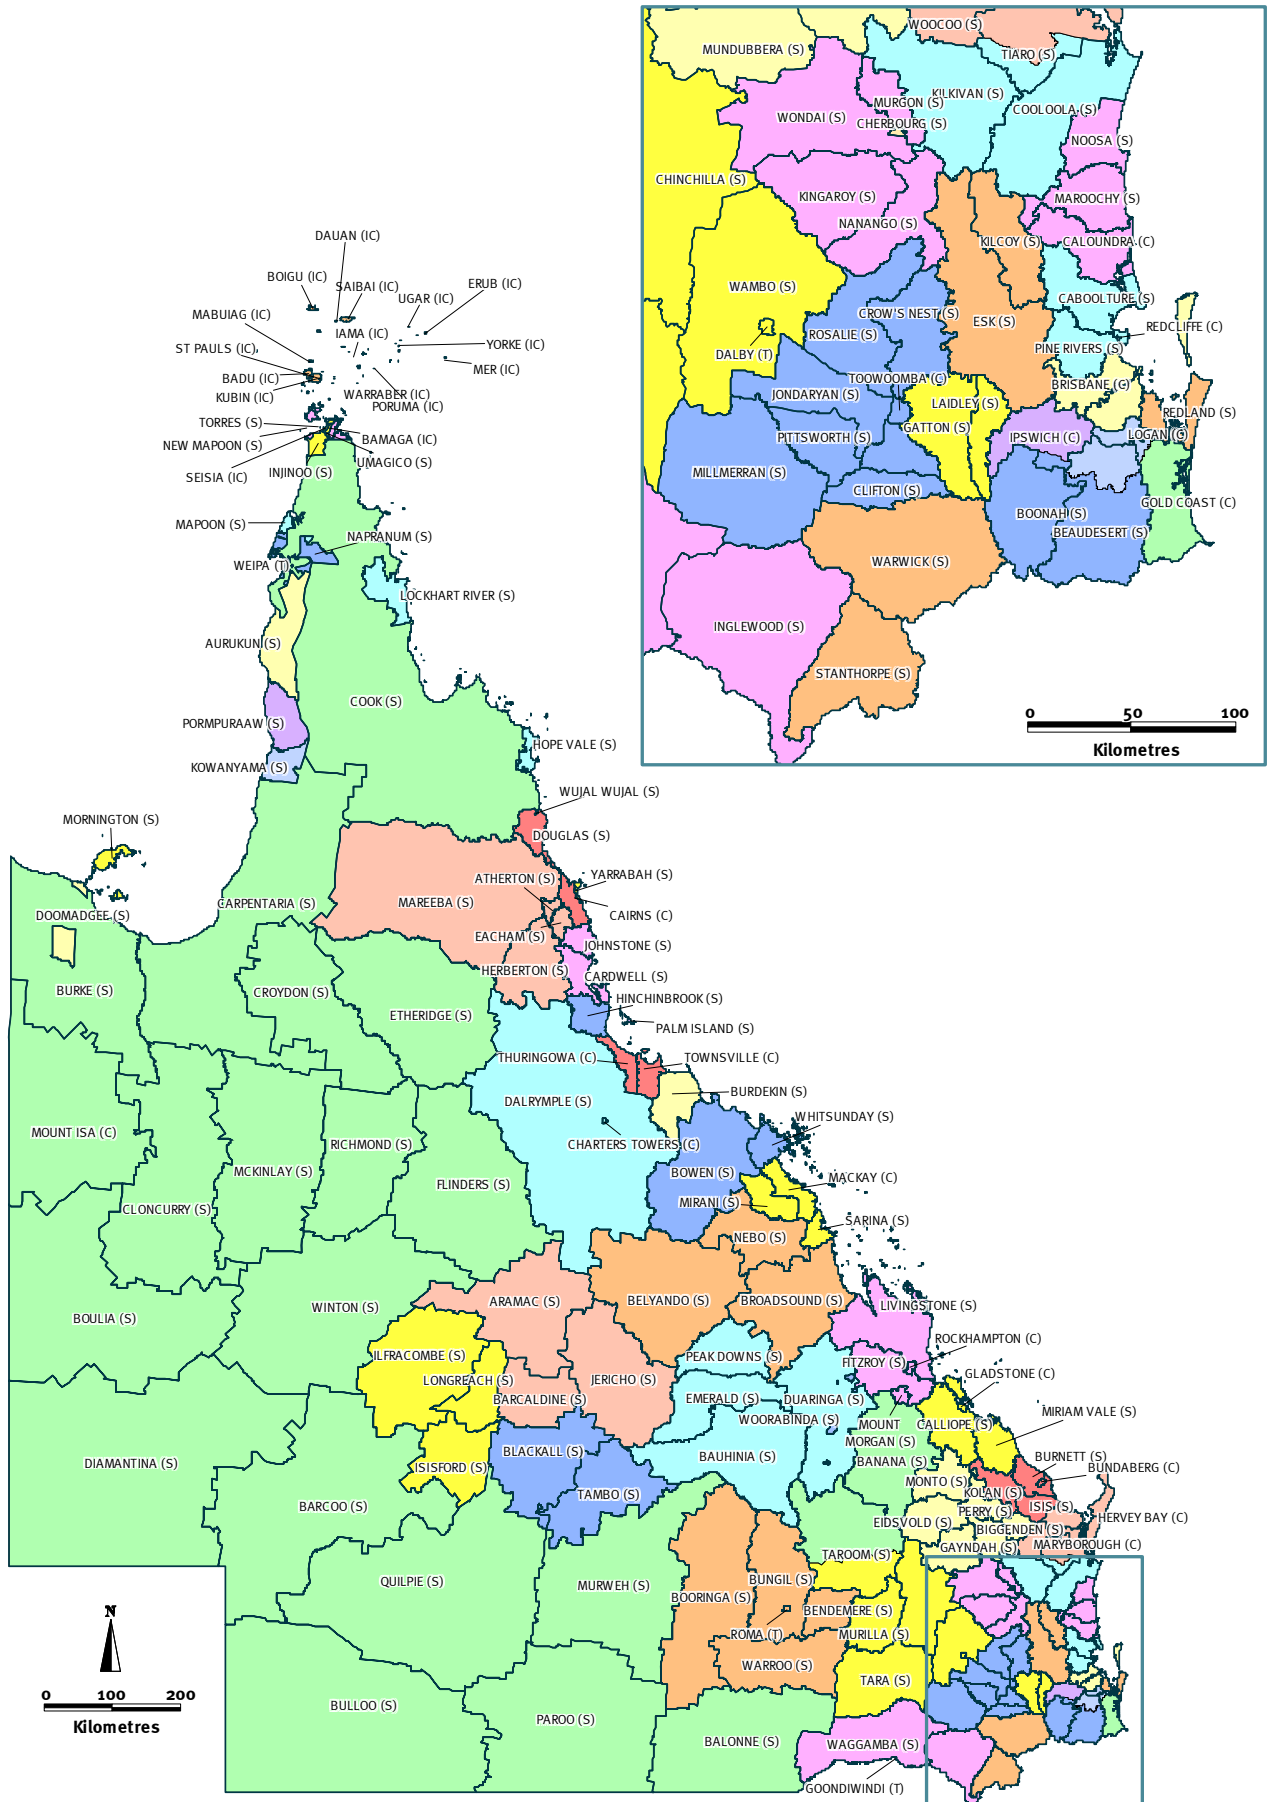 WOOCOO (S)
MUNDUBBERA (S)
TIARO (S)
KILKIVAN (S)
MURGON (S)
COOLOOLA (S)
WONDAI (S)
CHERBOURG (S)
NOOSA (S)
CHINCHILLA (S)
KINGAROY (S)
MAROOCHY (S)
NANANGO (S)
KILCOY (S)
CALOUNDRA (C)
WAMBO (S)
CABOOLTURE (S)
CROW'S NEST (S)
ESK (S)
REDCLIFFE (C)
ROSALIE (S)
PINE RIVERS (S)
DALBY (T)
TOOWOOMBA (C)
BRISBANE (C)
JONDARYAN (S)
LAIDLEY (S)
REDLAND (S)
GATTON (S)
PITTSWORTH (S)
IPSWICH (C)
LOGAN (C)
MILLMERRAN (S)
CLIFTON (S)
GOLD COAST (C)
BOONAH (S)
BEAUDESERT (S)
WARWICK (S)
INGLEWOOD (S)
STANTHORPE (S)
0 50 100
Kilometres
DAUAN (IC)
BOIGU (IC)
SAIBAI (IC)
ERUB (IC)
UGAR (IC)
MABUIAG (IC)
IAMA (IC)
ST PAULS (IC)
YORKE (IC)
MER (IC)
BADU (IC)
KUBIN (IC)
WARRABER (IC)
PORUMA (IC)
TORRES (S)
NEW MAPOON (S)
BAMAGA (IC)
UMAGICO (S)
SEISIA (IC)
INJINOO (S)
MAPOON (S)
NAPRANUM (S)
WEIPA (T)
LOCKHART RIVER (S)
AURUKUN (S)
COOK (S)
PORMPURAAW (S)
HOPE VALE (S)
KOWANYAMA (S)
WUJAL WUJAL (S)
MORNINGTON (S)
DOUGLAS (S)
ATHERTON (S)
YARRABAH (S)
CARPENTARIA (S)
MAREEBA (S)
DOOMADGEE (S)
CAIRNS (C)
EACHAM (S)
JOHNSTONE (S)
HERBERTON (S)
CARDWELL (S)
BURKE (S)
CROYDON (S)
HINCHINBROOK (S)
ETHERIDGE (S)
PALM ISLAND (S)
THURINGOWA (C)
TOWNSVILLE (C)
DALRYMPLE (S)
BURDEKIN (S)
WHITSUNDAY (S)
MOUNT ISA (C)
RICHMOND (S)
CHARTERS TOWERS (C)
MCKINLAY (S)
BOWEN (S)
FLINDERS (S)
MACKAY (C)
CLONCURRY (S)
MIRANI (S)
SARINA (S)
NEBO (S)
ARAMAC (S)
BELYANDO (S)
BROADSOUND (S)
WINTON (S)
LIVINGSTONE (S)
BOULIA (S)
ROCKHAMPTON (C)
ILFRACOMBE (S)
PEAK DOWNS (S)
FITZROY (S)
GLADSTONE (C)
LONGREACH (S)
JERICHO (S)
BARCALDINE (S)
EMERALD (S)
DUARINGA (S)
WOORABINDA (S)
MIRIAM VALE (S)
MOUNT
MORGAN (S)
CALLIOPE (S)
BLACKALL (S)
BAUHINIA (S)
BURNETT (S)
DIAMANTINA (S)
ISISFORD (S)
BANANA (S)
BUNDABERG (C)
MONTO (S)
TAMBO (S)
KOLAN (S)
BARCOO (S)
PERRY (S)
ISIS (S)
HERVEY BAY (C)
EIDSVOLD (S)
BIGGENDEN (S)
GAYNDAH (S)
MARYBOROUGH (C)
TAROOM (S)
QUILPIE (S)
MURWEH (S)
BUNGIL (S)
BOORINGA (S)
BENDEMERE (S)
ROMA (T)
MURILLA (S)
WARROO (S)
TARA (S)
BULLOO (S)
PAROO (S)
BALONNE (S)
WAGGAMBA (S)
GOONDIWINDI (T)
N
0 100 200
Kilometres